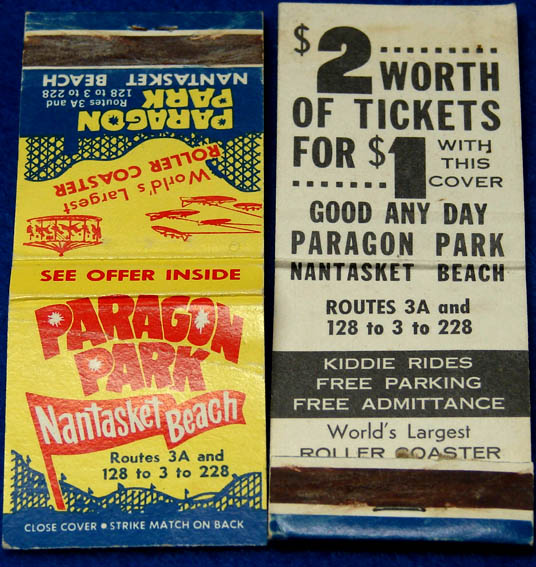 NANTASKET BEACH
Routes 3A and
128 to 3 to 228
PARAGON
PARK
World's Largest
ROLLER COASTER
SEE OFFER INSIDE
PARAGON
PARK
Nantasket Beach
Routes 3A and
128 to 3 to 228
CLOSE COVER • STRIKE MATCH ON BACK
$2 WORTH
OF TICKETS
FOR $1 WITH THIS COVER
GOOD ANY DAY
PARAGON PARK
NANTASKET BEACH
ROUTES 3A and
128 to 3 to 228
KIDDIE RIDES
FREE PARKING
FREE ADMITTANCE
World's Largest
ROLLER COASTER